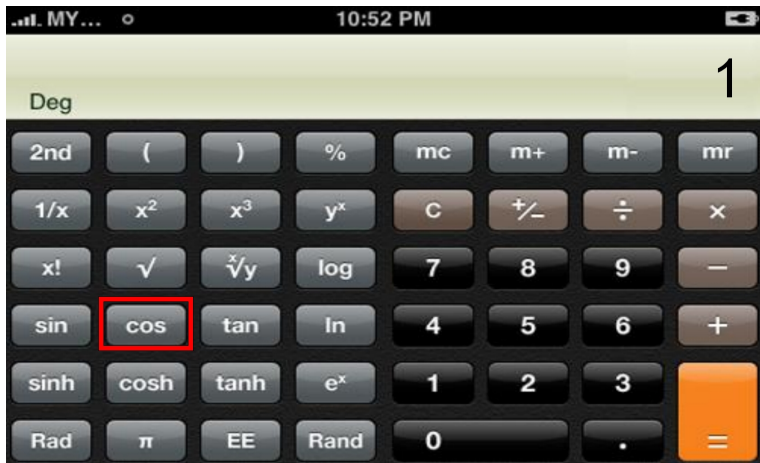 .ıll. MY... 10:52 PM
1
Deg
2nd ( ) % mc m+ m- mr
1/x x² x³ yˣ C +/− ÷ ×
x! √ ˣ√y log 7 8 9 −
sin cos tan ln 4 5 6 +
sinh cosh tanh eˣ 1 2 3
Rad π EE Rand 0 . =